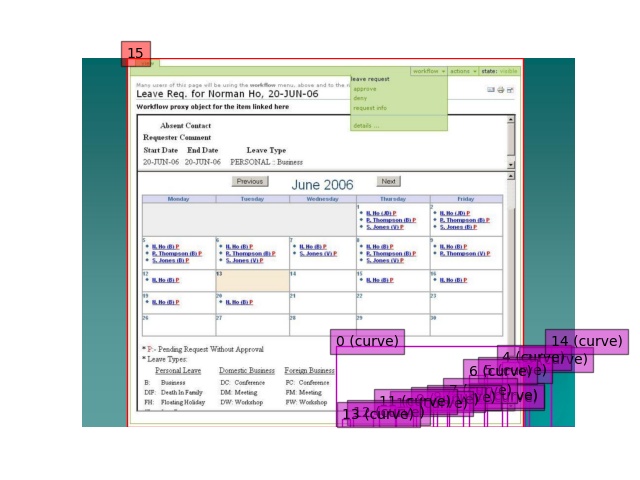 15
workflow actions state: visible
Many users of this page will be using the workflow menu, above and to the r
leave request
Leave Req. for Norman Ho, 20-JUN-06
approve
deny
Workflow proxy object for the item linked here
request info
details ...
Absent Contact
Requester Comment
Start Date End Date Leave Type
20-JUN-06 20-JUN-06 PERSONAL : Business
Previous June 2006 Next
Monday Tuesday Wednesday Thursday Friday
1 2
N. Ho (JD) P N. Ho (JD) P
R. Thompson (B) P R. Thompson (B) P
S. Jones (V) P S. Jones (B) P
5 6 7 8 9
N. Ho (B) P N. Ho (B) P N. Ho (B) P N. Ho (B) P N. Ho (B) P
R. Thompson (B) P R. Thompson (B) P S. Jones (V) P R. Thompson (B) P R. Thompson (V) P
S. Jones (B) P S. Jones (V) P S. Jones (V) P
12 13 14 15 16
N. Ho (B) P N. Ho (B) P N. Ho (B) P
19 20 21 22 23
N. Ho (B) P N. Ho (B) P
26 27 28 29 30
0 (curve) 14 (curve)
* P:- Pending Request Without Approval
4 (curve)
* Leave Types:
Personal Leave Domestic Business Foreign Business
6 (curve)
B: Business DC: Conference FC: Conference
DIF: Death In Family DM: Meeting FM: Meeting
FH: Floating Holiday DW: Workshop FW: Workshop
11 (curve)
13 (curve)